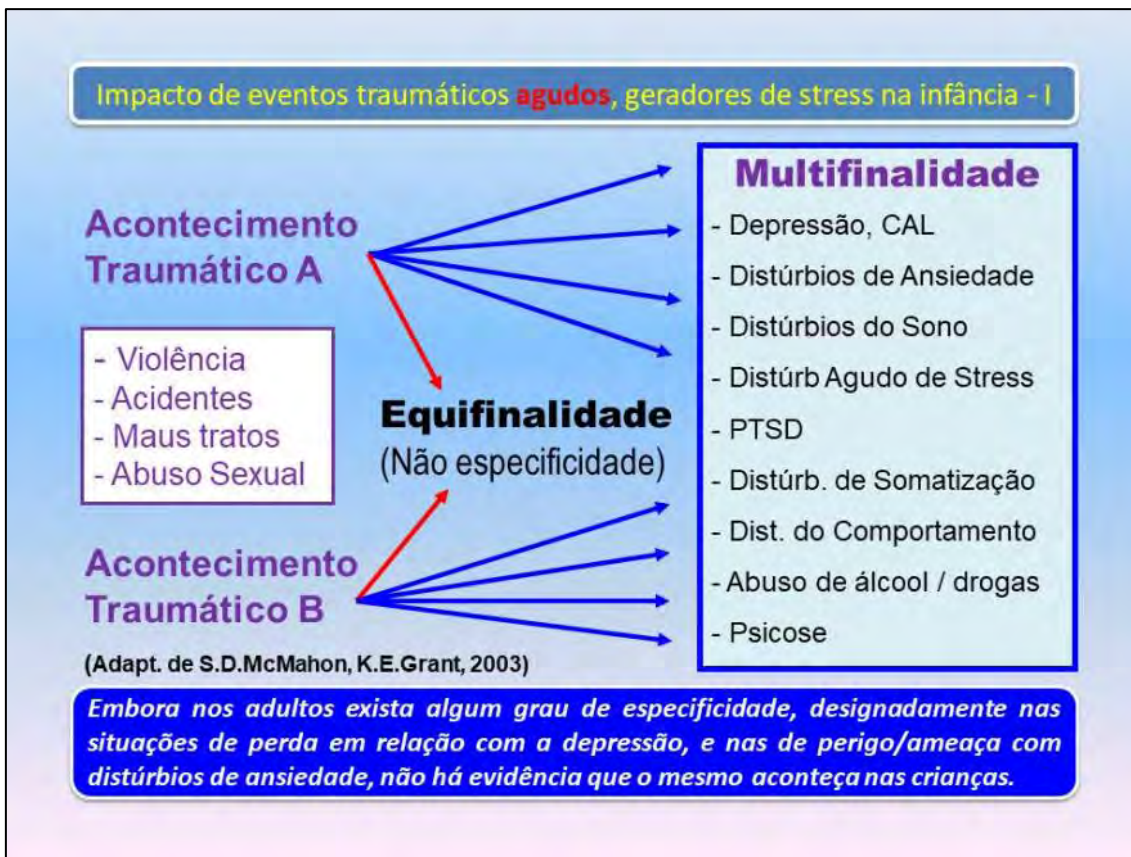 Impacto de eventos traumáticos agudos, geradores de stress na infância - I
Acontecimento
Traumático A
- Violência
- Acidentes
- Maus tratos
- Abuso Sexual
Acontecimento
Traumático B
(Adapt. de S.D.McMahon, K.E.Grant, 2003)
Equifinalidade
(Não especificidade)
Multifinalidade
- Depressão, CAL
- Distúrbios de Ansiedade
- Distúrbios do Sono
- Distúrb Agudo de Stress
- PTSD
- Distúrb. de Somatização
- Dist. do Comportamento
- Abuso de álcool / drogas
- Psicose
Embora nos adultos exista algum grau de especificidade, designadamente nas
situações de perda em relação com a depressão, e nas de perigo/ameaça com
distúrbios de ansiedade, não há evidência que o mesmo aconteça nas crianças.